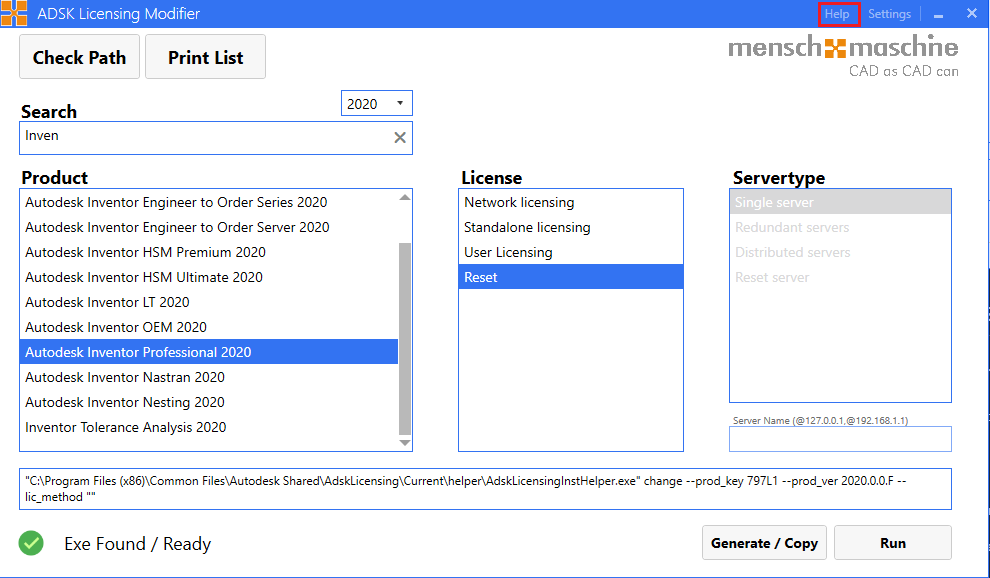 ADSK Licensing Modifier
Help
Settings
Check Path
Print List
mensch maschine
CAD as CAD can
Search
2020
Inven
Product
Autodesk Inventor Engineer to Order Series 2020
Autodesk Inventor Engineer to Order Server 2020
Autodesk Inventor HSM Premium 2020
Autodesk Inventor HSM Ultimate 2020
Autodesk Inventor LT 2020
Autodesk Inventor OEM 2020
Autodesk Inventor Professional 2020
Autodesk Inventor Nastran 2020
Autodesk Inventor Nesting 2020
Inventor Tolerance Analysis 2020
License
Network licensing
Standalone licensing
User Licensing
Reset
Servertype
Single server
Redundant servers
Distributed servers
Reset server
Server Name (@127.0.0.1,@192.168.1.1)
"C:\Program Files (x86)\Common Files\Autodesk Shared\AdskLicensing\Current\helper\AdskLicensingInstHelper.exe" change --prod_key 797L1 --prod_ver 2020.0.0.F --
lic_method ""
Exe Found / Ready
Generate / Copy
Run